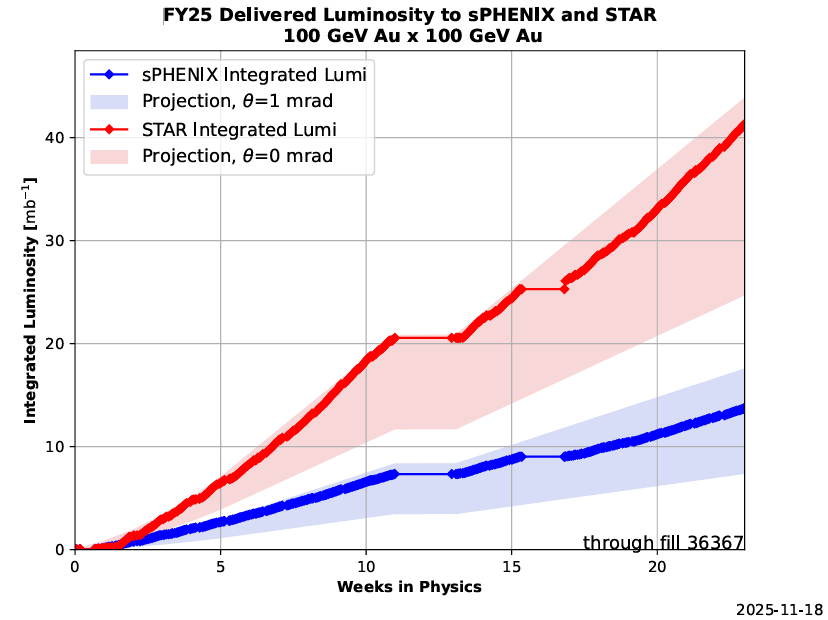 FY25 Delivered Luminosity to sPHENIX and STAR
100 GeV Au x 100 GeV Au
sPHENIX Integrated Lumi
Projection, θ=1 mrad
STAR Integrated Lumi
Projection, θ=0 mrad
Integrated Luminosity [mb⁻¹]
40
30
20
10
0
through fill 36367
0 5 10 15 20
Weeks in Physics
2025-11-18